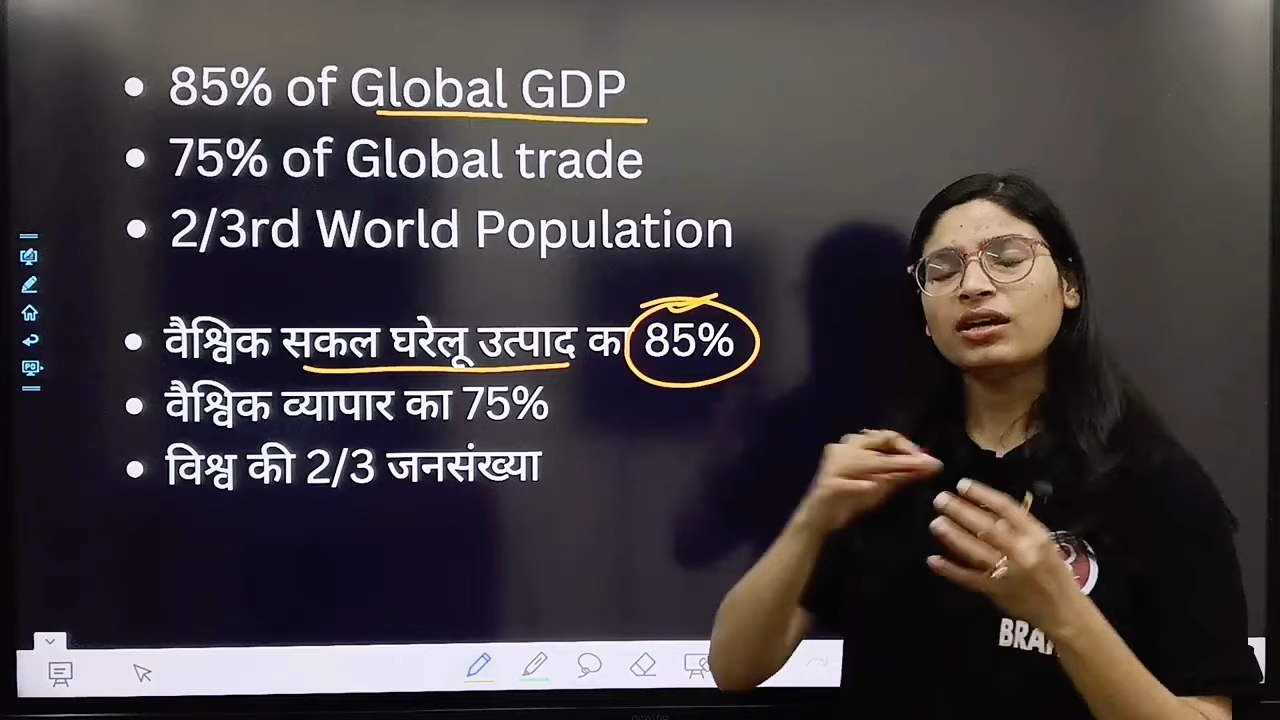 • 85% of Global GDP
• 75% of Global trade
• 2/3rd World Population
• वैश्विक सकल घरेलू उत्पाद का 85%
• वैश्विक व्यापार का 75%
• विश्व की 2/3 जनसंख्या